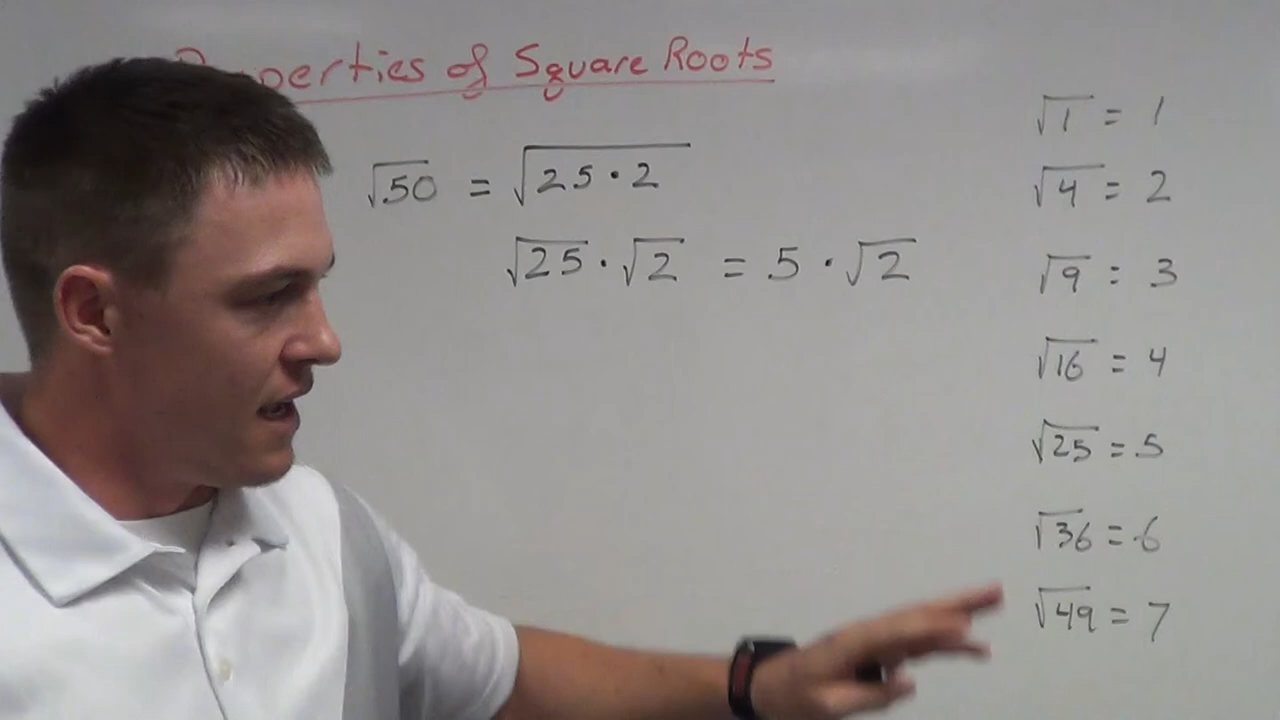 Properties of Square Roots
√50 = √25·2
√25·√2 = 5·√2
√1 = 1
√4 = 2
√9 = 3
√16 = 4
√25 = 5
√36 = 6
√49 = 7